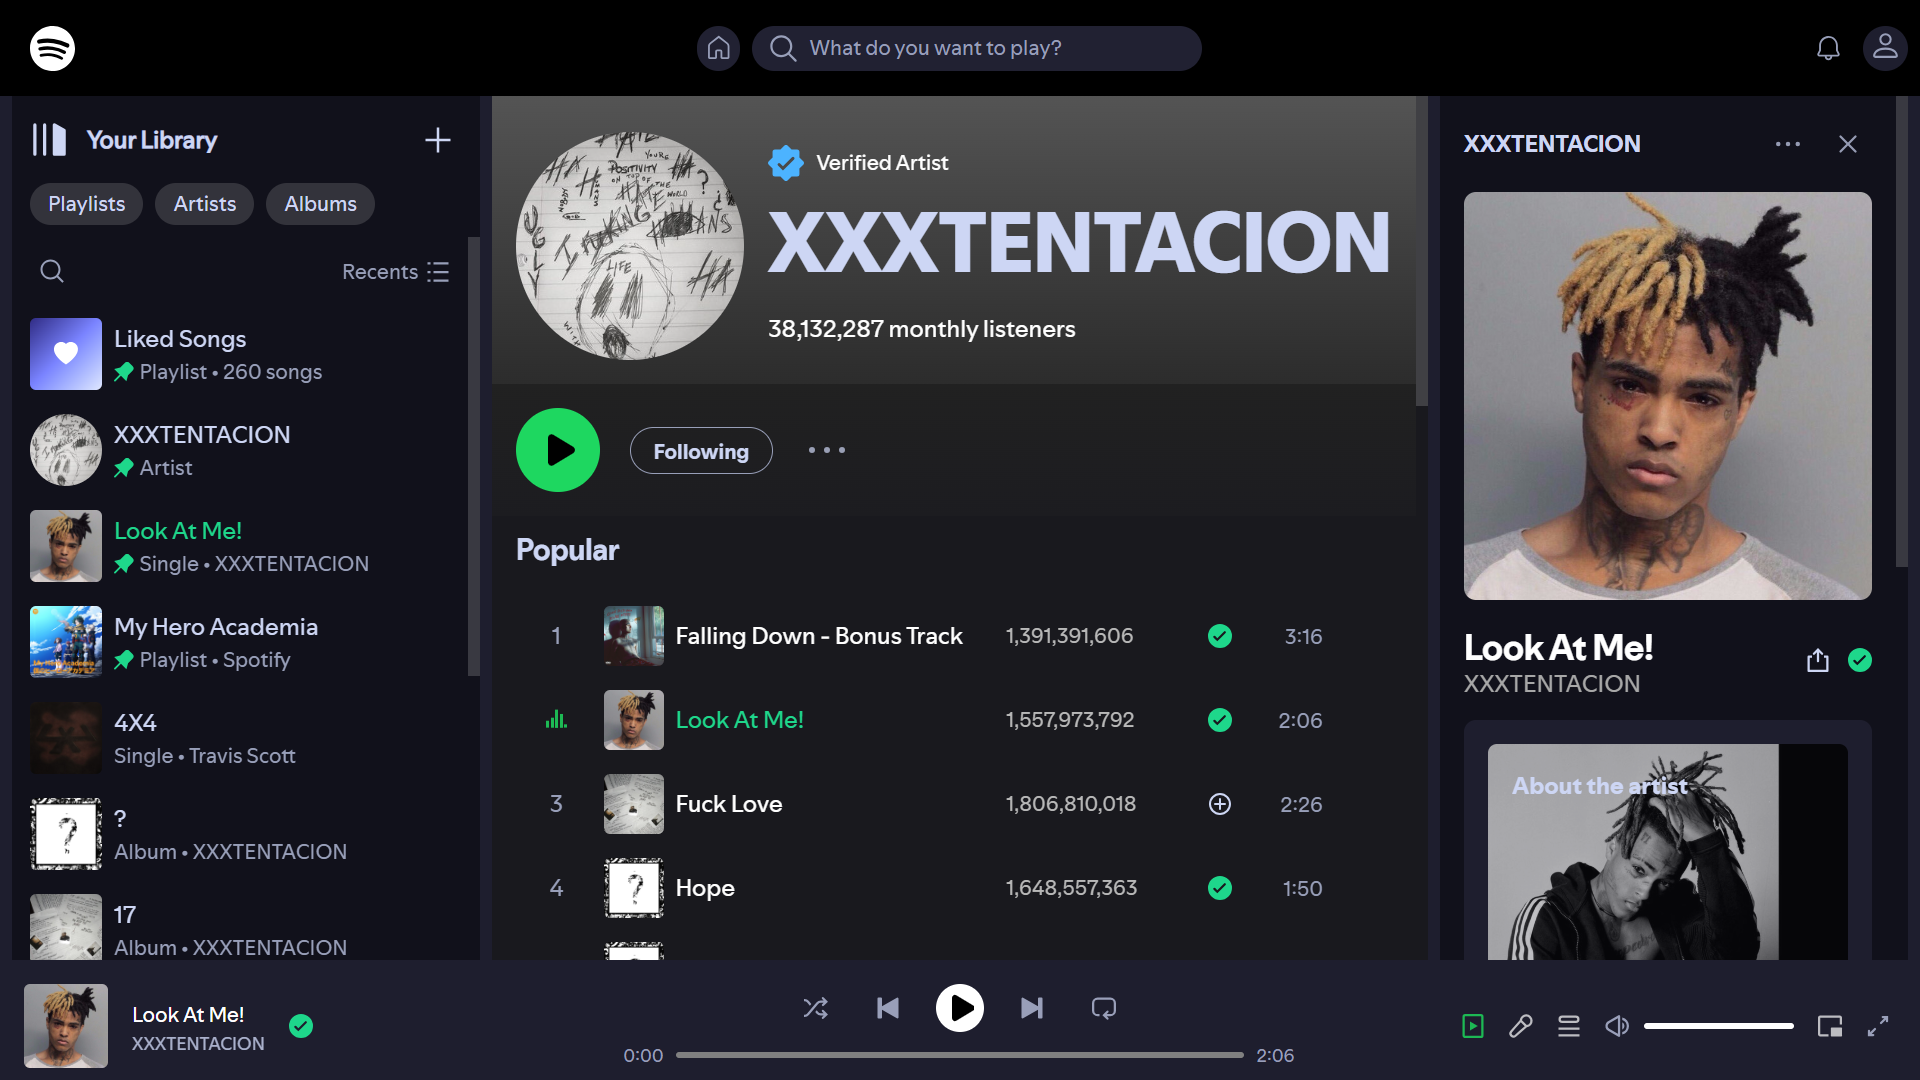 What do you want to play?
Your Library
Playlists
Artists
Albums
Recents
Liked Songs
Playlist • 260 songs
XXXTENTACION
Artist
Look At Me!
Single • XXXTENTACION
My Hero Academia
Playlist • Spotify
4X4
Single • Travis Scott
?
Album • XXXTENTACION
17
Album • XXXTENTACION
Verified Artist
XXXTENTACION
38,132,287 monthly listeners
Following
Popular
1 Falling Down - Bonus Track 1,391,391,606 3:16
Look At Me! 1,557,973,792 2:06
3 Fuck Love 1,806,810,018 2:26
4 Hope 1,648,557,363 1:50
XXXTENTACION
Look At Me!
XXXTENTACION
About the artist
Look At Me!
XXXTENTACION
0:00
2:06